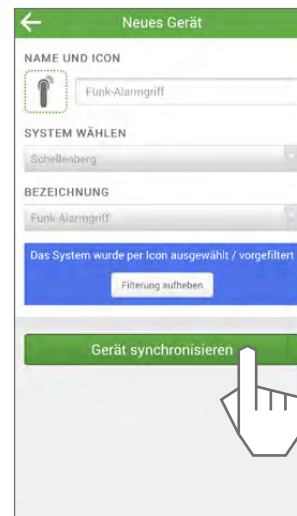 Neues Gerät
NAME UND ICON
Funk-Alarmgriff
SYSTEM WÄHLEN
Schellenberg
BEZEICHNUNG
Funk-Alarmgriff
Das System wurde per Icon ausgewählt / vorgefiltert
Filterung aufheben
Gerät synchronisieren